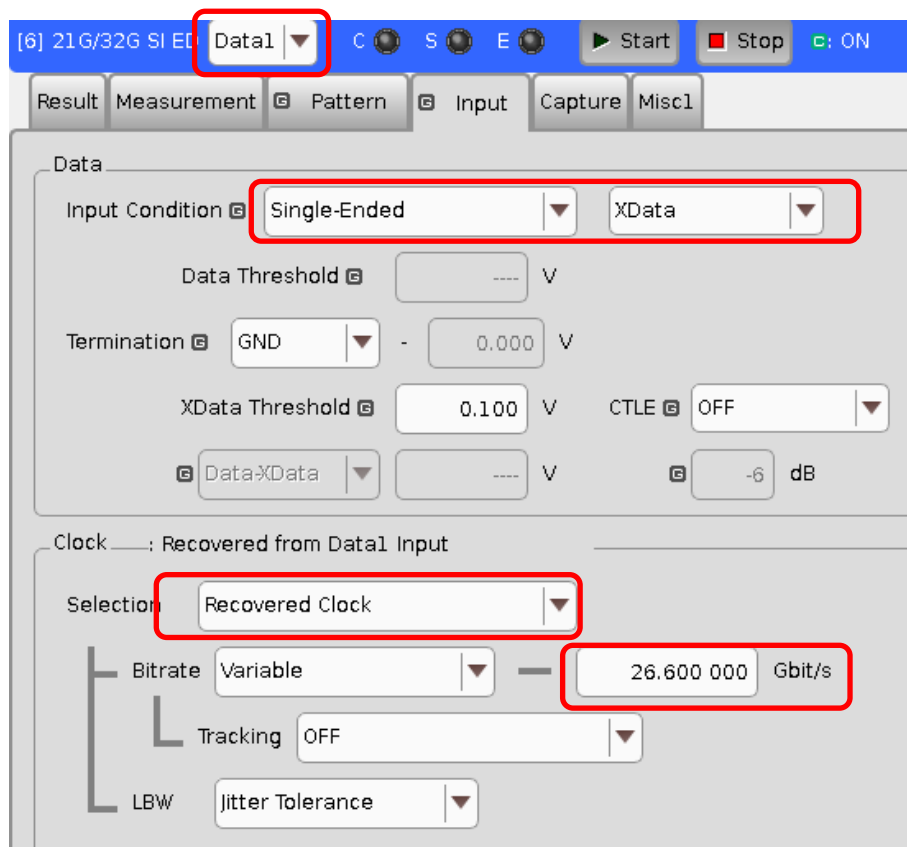 [6] 21G/32G SI ED Data1 C S E Start Stop C: ON
Result Measurement G Pattern G Input Capture Misc1
Data
Input Condition G Single-Ended XData
Data Threshold G ---- V
Termination G GND - 0.000 V
XData Threshold G 0.100 V CTLE G OFF
G Data-XData ---- V G -6 dB
Clock : Recovered from Data1 Input
Selection Recovered Clock
Bitrate Variable 26.600 000 Gbit/s
Tracking OFF
LBW Jitter Tolerance